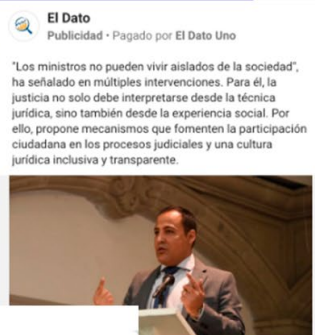 El Dato
Publicidad • Pagado por El Dato Uno
"Los ministros no pueden vivir aislados de la sociedad",
ha señalado en múltiples intervenciones. Para él, la
justicia no solo debe interpretarse desde la técnica
jurídica, sino también desde la experiencia social. Por
ello, propone mecanismos que fomenten la participación
ciudadana en los procesos judiciales y una cultura
jurídica inclusiva y transparente.